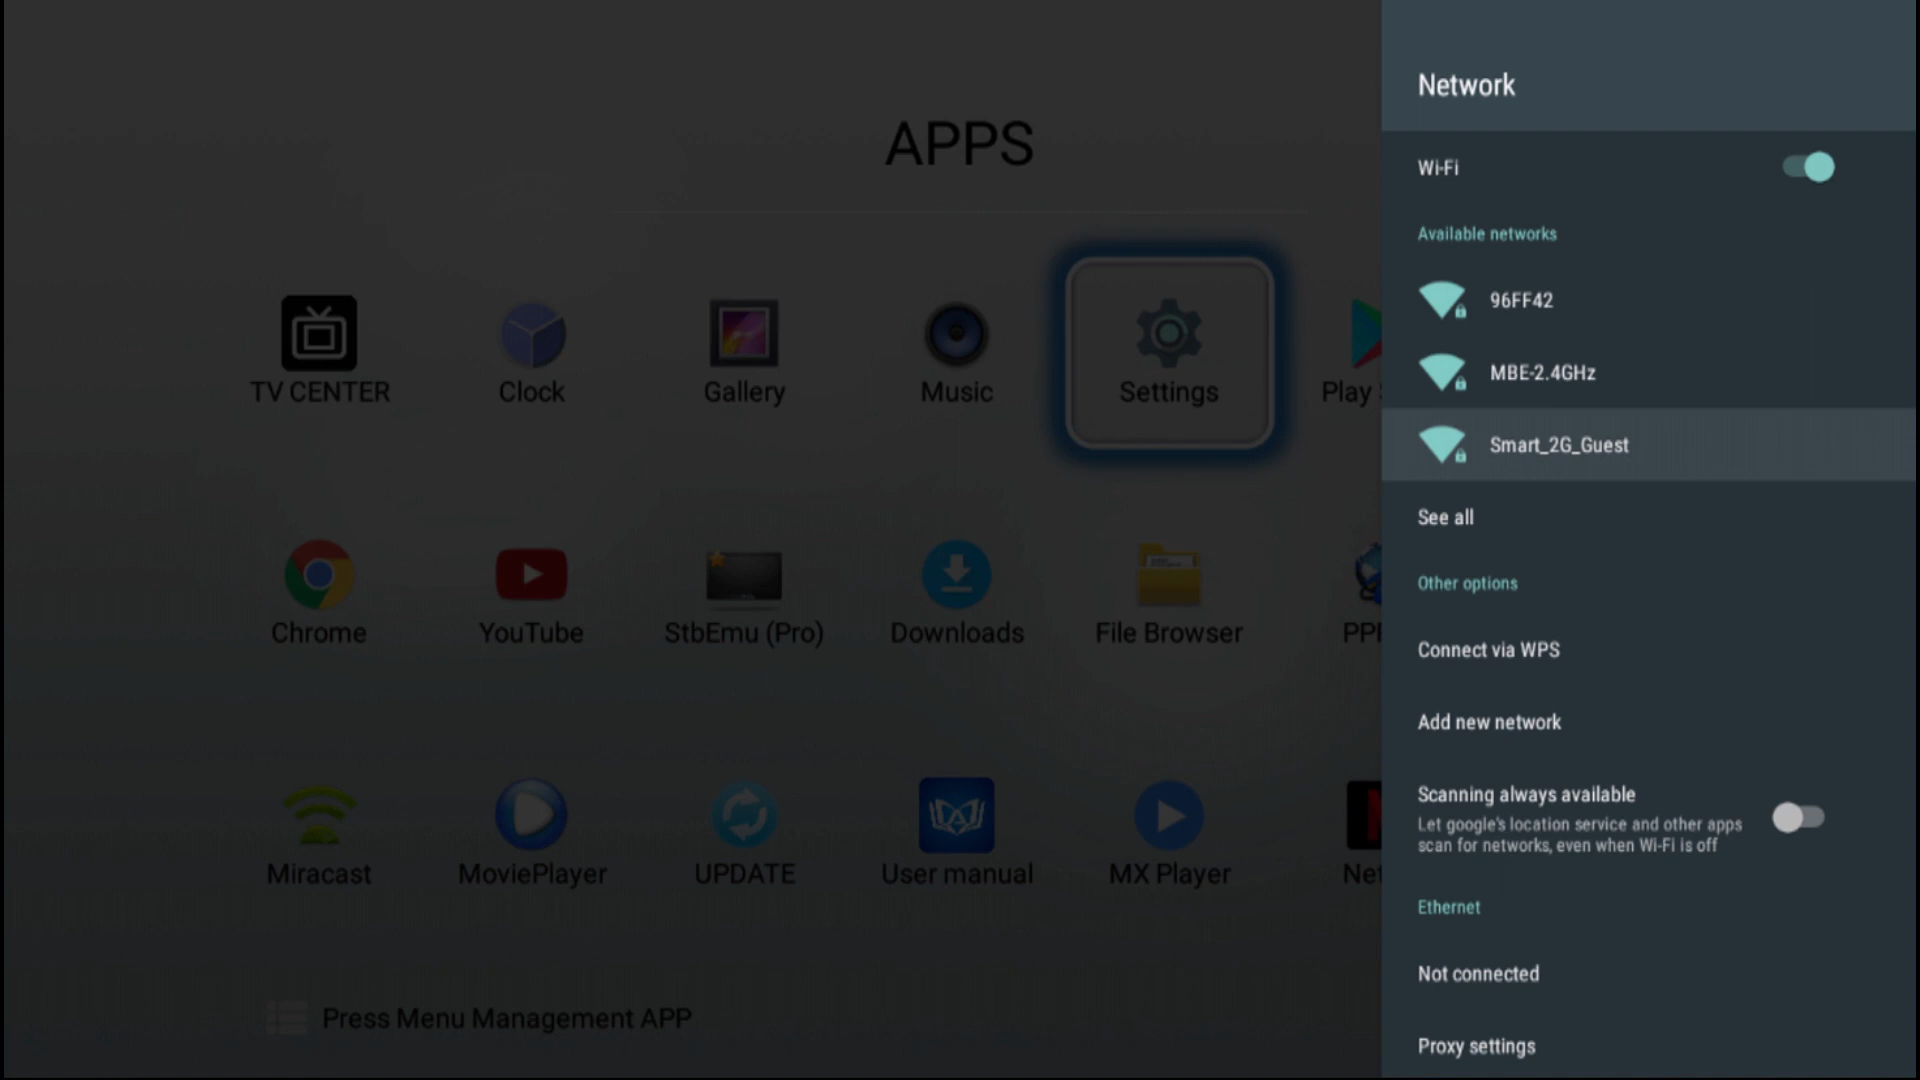 APPS
TV CENTER
Clock
Gallery
Music
Settings
Play
Chrome
YouTube
StbEmu (Pro)
Downloads
File Browser
Miracast
MoviePlayer
UPDATE
User manual
MX Player
Press Menu Management APP
Network
Wi-Fi
Available networks
96FF42
MBE-2.4GHz
Smart_2G_Guest
See all
Other options
Connect via WPS
Add new network
Scanning always available
Let google's location service and other apps
scan for networks, even when Wi-Fi is off
Ethernet
Not connected
Proxy settings